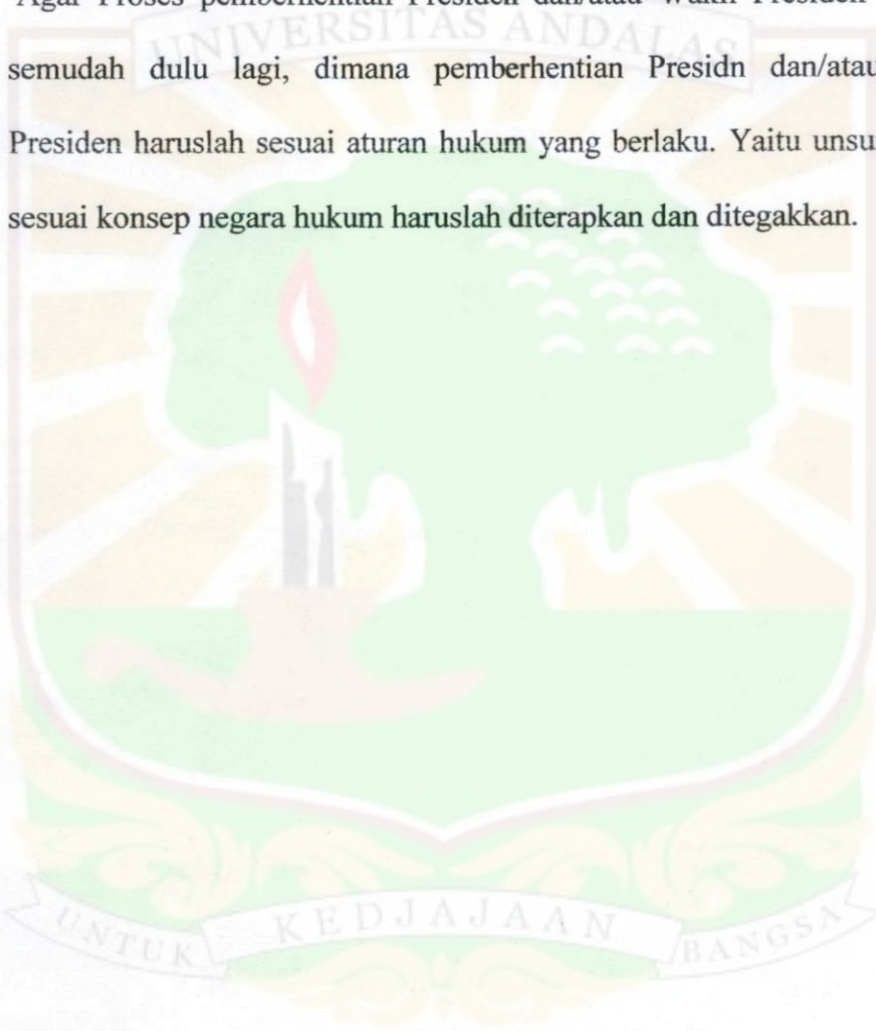 Agar Proses pemberhentian Presiden dan/atau Wakil Presiden
UNIVERSITAS ANDALAS
semudah dulu lagi, dimana pemberhentian Presidn dan/atau
Presiden haruslah sesuai aturan hukum yang berlaku. Yaitu unsu
sesuai konsep negara hukum haruslah diterapkan dan ditegakkan.
UNTUK KEDJAJAAN BANGSA